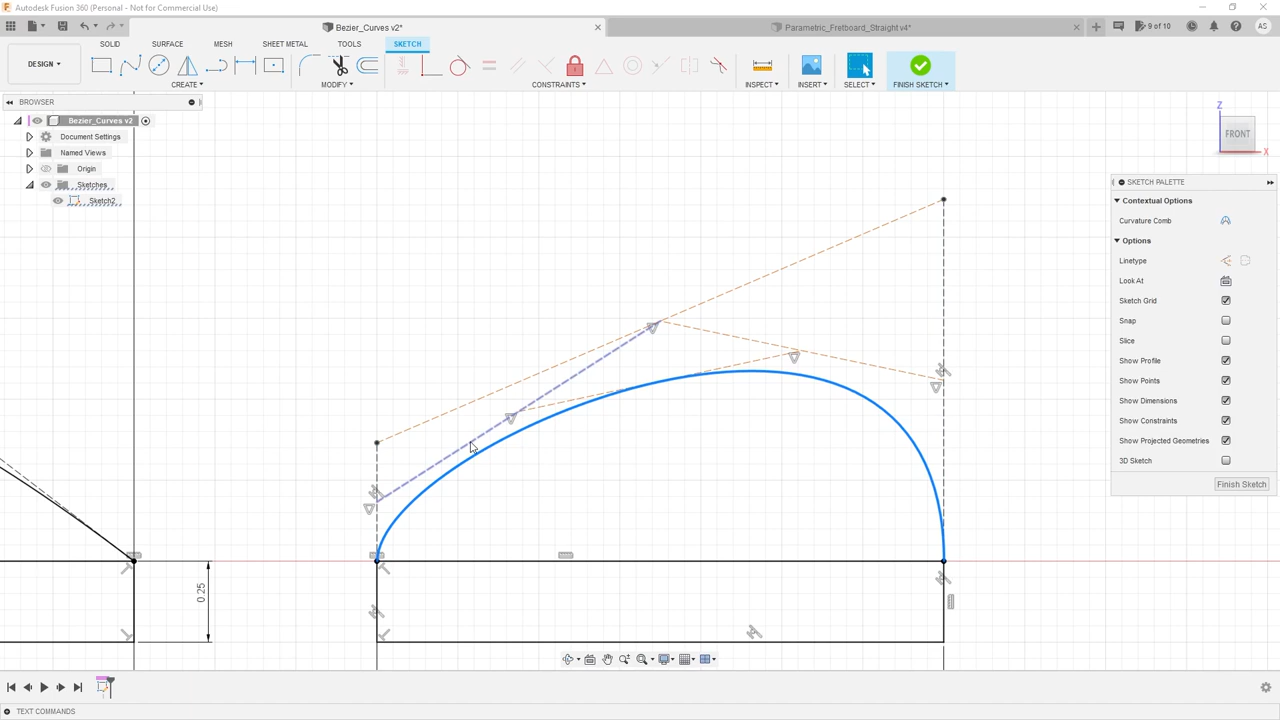 Autodesk Fusion 360 (Personal - Not for Commercial Use)
Bezier_Curves v2*
Parametric_Fretboard_Straight v4*
9 of 10
AS
SOLID
SURFACE
MESH
SHEET METAL
TOOLS
SKETCH
DESIGN
CREATE
MODIFY
CONSTRAINTS
INSPECT
INSERT
SELECT
FINISH SKETCH
BROWSER
Bezier_Curves v2
Document Settings
Named Views
Origin
Sketches
Sketch2
Z
FRONT
X
SKETCH PALETTE
Contextual Options
Curvature Comb
Options
Linetype
Look At
Sketch Grid
Snap
Slice
Show Profile
Show Points
Show Dimensions
Show Constraints
Show Projected Geometries
3D Sketch
Finish Sketch
0.25
TEXT COMMANDS